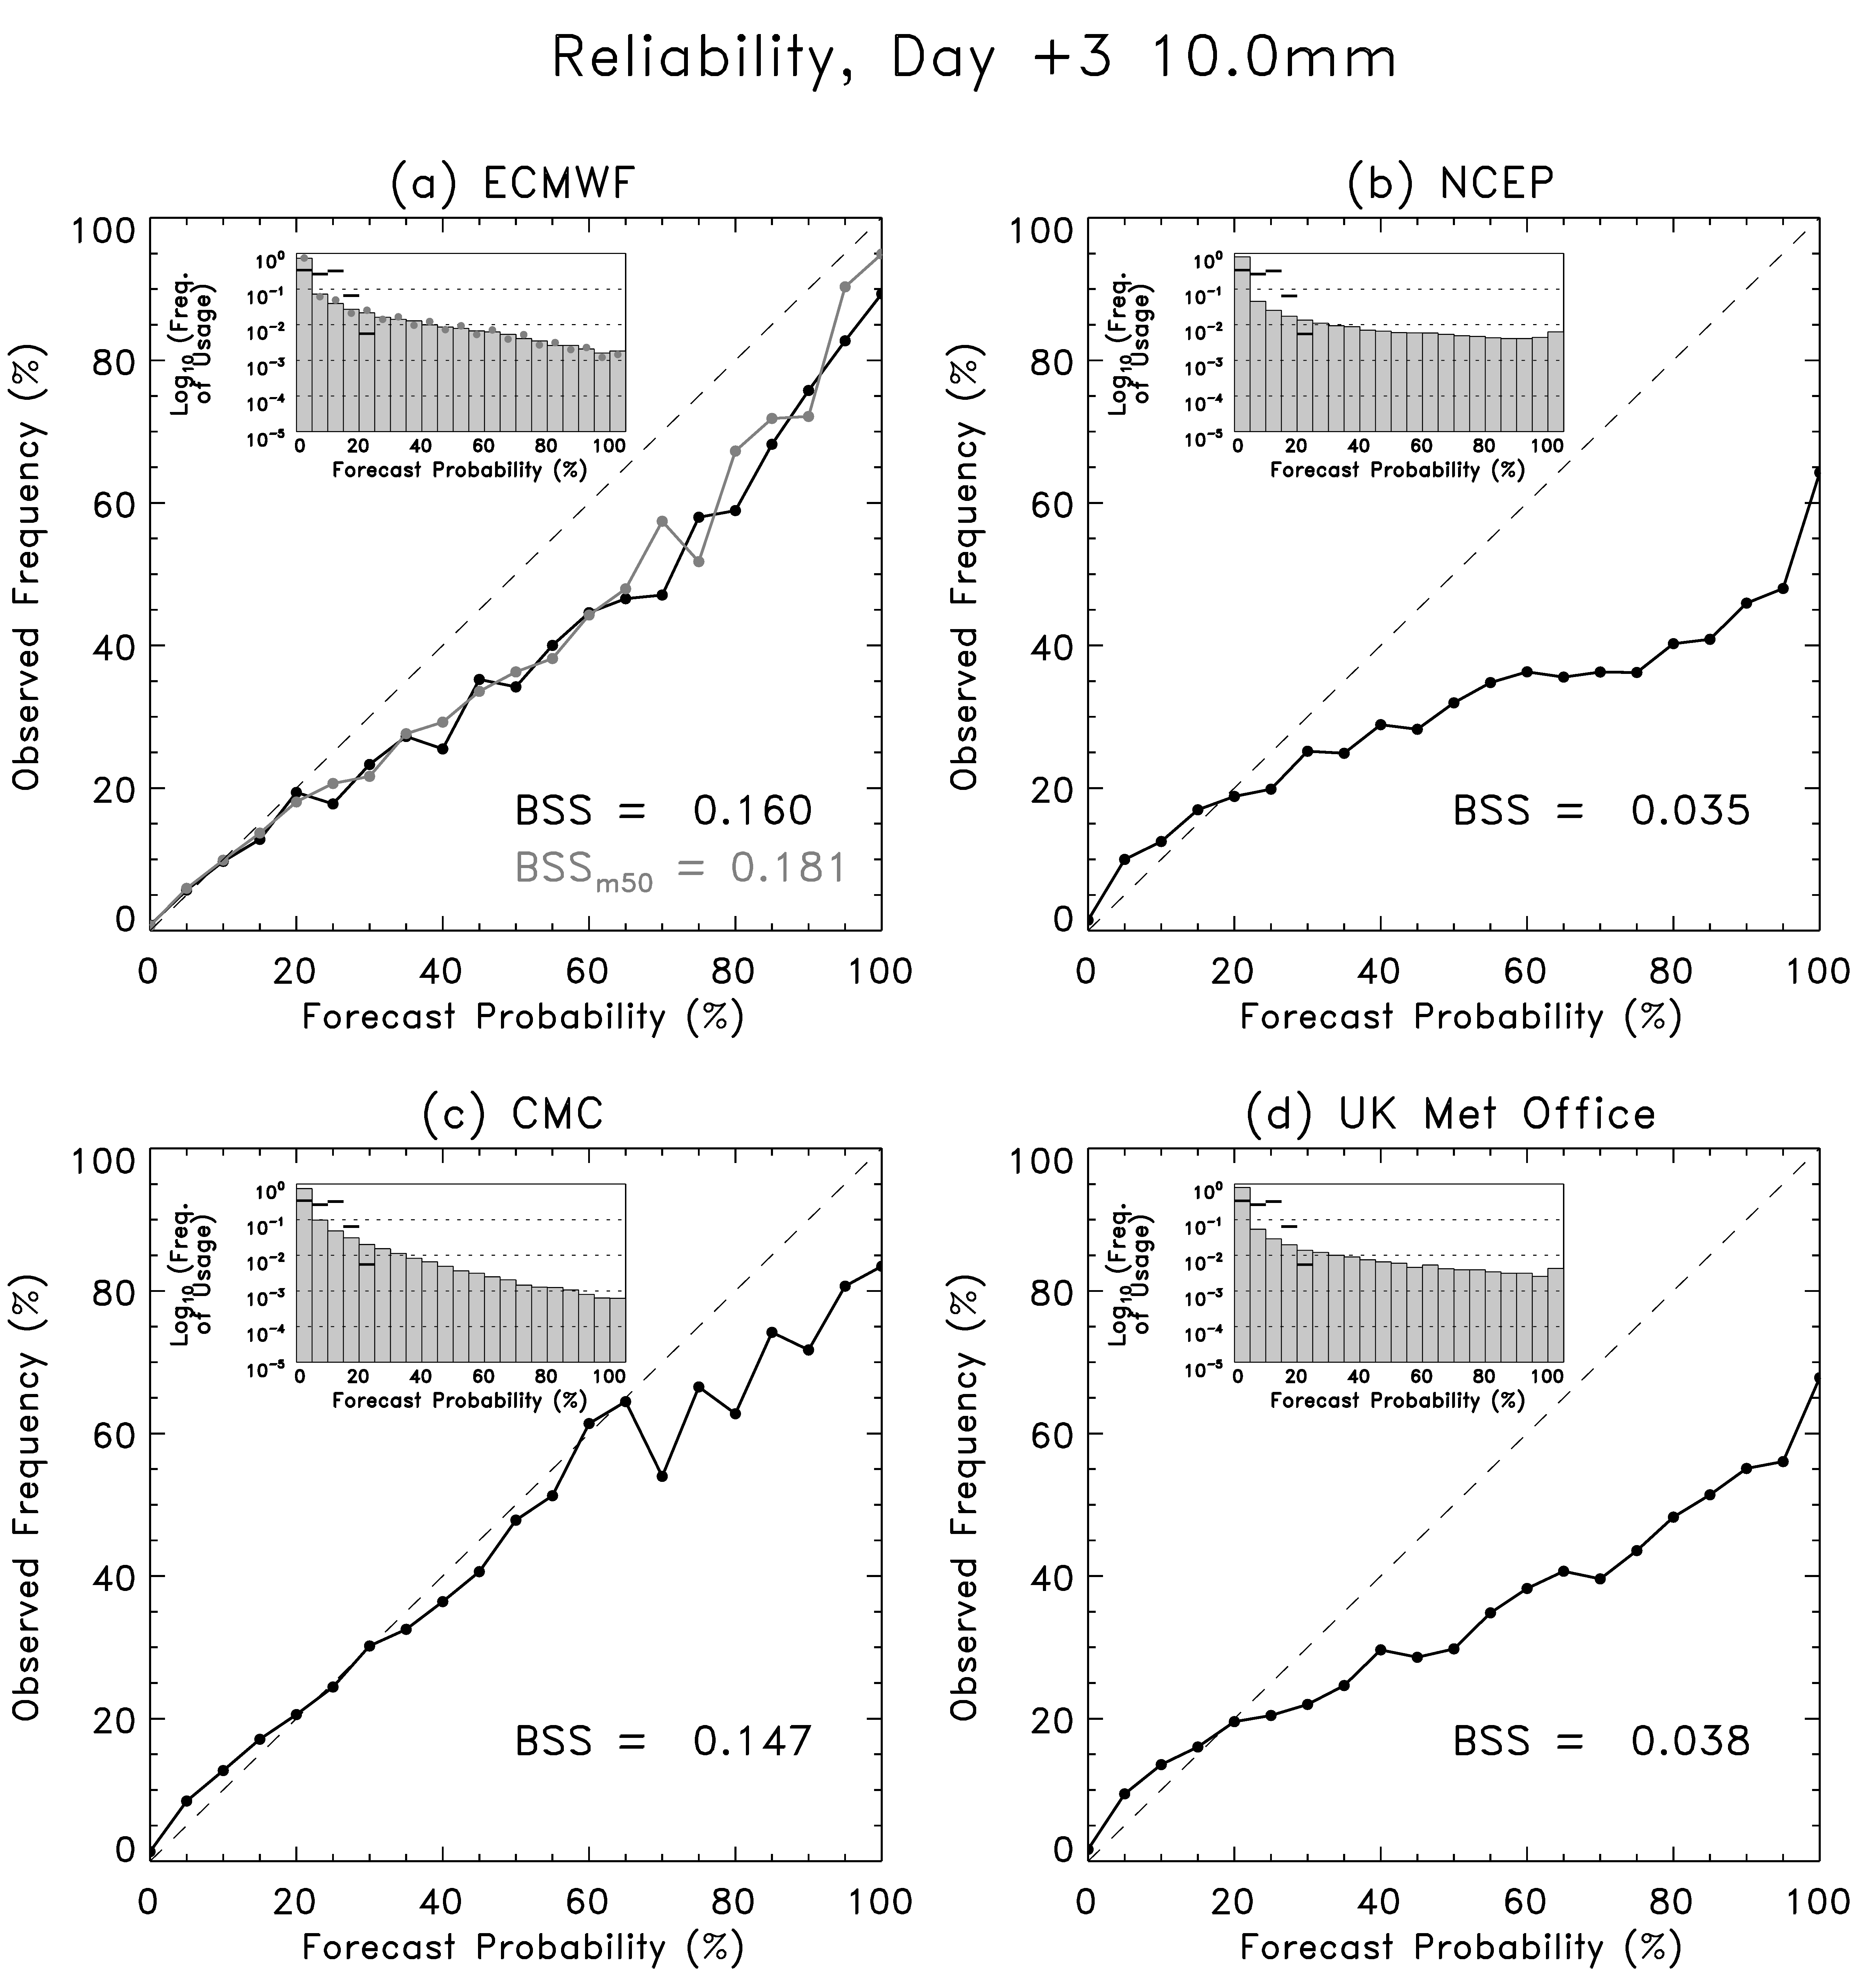 Reliability, Day +3 10.0mm
(a) ECMWF
100
80
60
40
20
0
Observed Frequency (%)
0 20 40 60 80 100
Forecast Probability (%)
Log10 (Freq.
of Usage)
10^0
10^-1
10^-2
10^-3
10^-4
10^-5
0 20 40 60 80 100
Forecast Probability (%)
BSS = 0.160
BSSm50 = 0.181
(b) NCEP
100
80
60
40
20
0
Observed Frequency (%)
0 20 40 60 80 100
Forecast Probability (%)
Log10 (Freq.
of Usage)
10^0
10^-1
10^-2
10^-3
10^-4
10^-5
0 20 40 60 80 100
Forecast Probability (%)
BSS = 0.035
(c) CMC
100
80
60
40
20
0
Observed Frequency (%)
0 20 40 60 80 100
Forecast Probability (%)
Log10 (Freq.
of Usage)
10^0
10^-1
10^-2
10^-3
10^-4
10^-5
0 20 40 60 80 100
Forecast Probability (%)
BSS = 0.147
(d) UK Met Office
100
80
60
40
20
0
Observed Frequency (%)
0 20 40 60 80 100
Forecast Probability (%)
Log10 (Freq.
of Usage)
10^0
10^-1
10^-2
10^-3
10^-4
10^-5
0 20 40 60 80 100
Forecast Probability (%)
BSS = 0.038